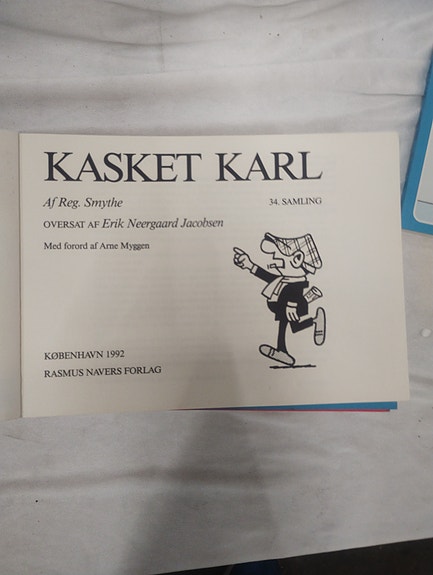 KASKET KARL
Af Reg. Smythe 34. SAMLING
OVERSAT AF Erik Neergaard Jacobsen
Med forord af Arne Myggen
KØBENHAVN 1992
RASMUS NAVERS FORLAG